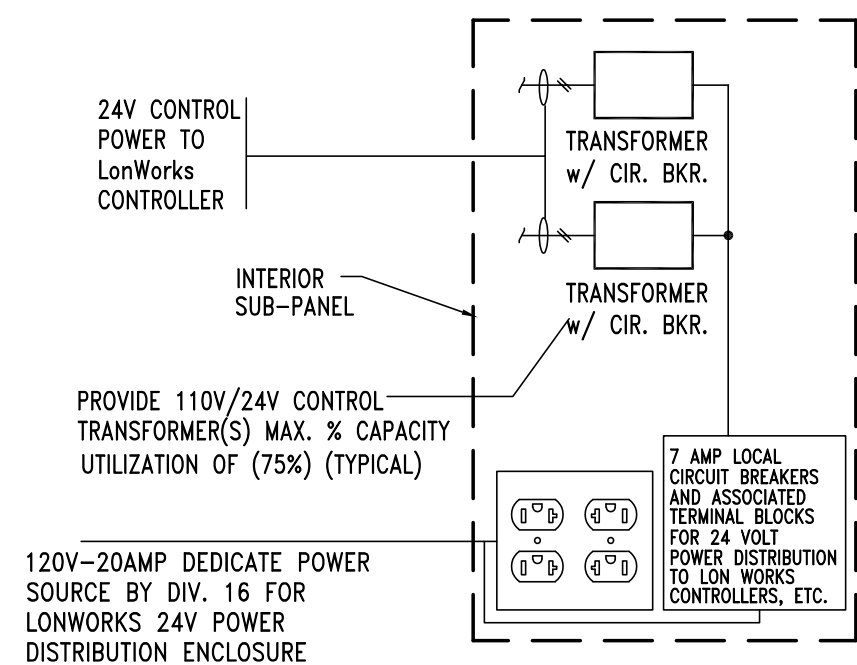 24V CONTROL
POWER TO
LonWorks
CONTROLLER
TRANSFORMER
w/ CIR. BKR.
INTERIOR
SUB-PANEL
TRANSFORMER
w/ CIR. BKR.
PROVIDE 110V/24V CONTROL
TRANSFORMER(S) MAX. % CAPACITY
UTILIZATION OF (75%) (TYPICAL)
7 AMP LOCAL
CIRCUIT BREAKERS
AND ASSOCIATED
TERMINAL BLOCKS
FOR 24 VOLT
POWER DISTRIBUTION
TO LON WORKS
CONTROLLERS, ETC.
120V-20AMP DEDICATE POWER
SOURCE BY DIV. 16 FOR
LONWORKS 24V POWER
DISTRIBUTION ENCLOSURE